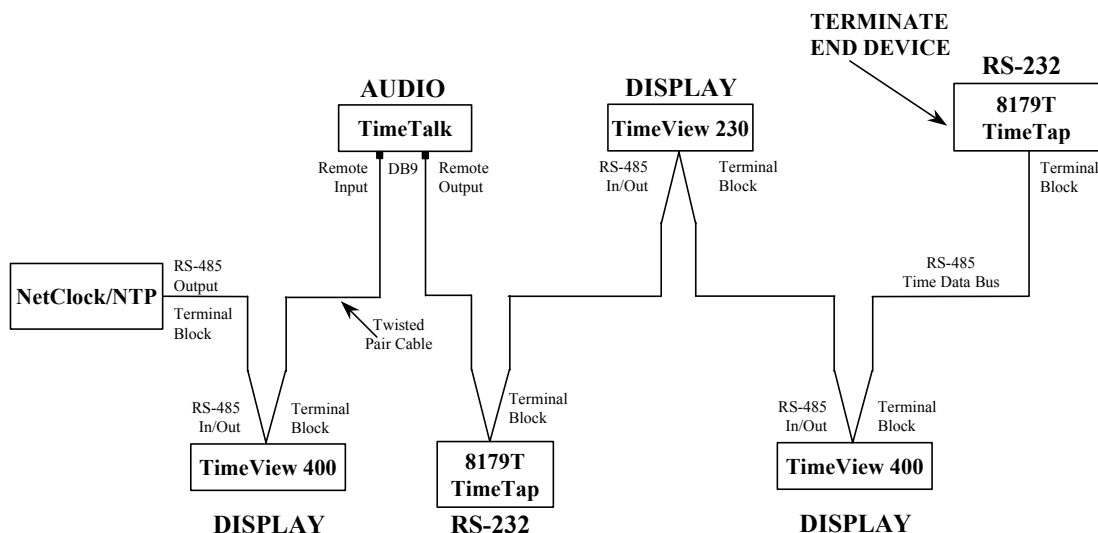 TERMINATE
END DEVICE
RS-232
8179T
TimeTap
Terminal
Block
AUDIO
TimeTalk
Remote
Input
DB9
Remote
Output
DISPLAY
TimeView 230
RS-485
In/Out
Terminal
Block
NetClock/NTP
RS-485
Output
Terminal
Block
Twisted
Pair Cable
RS-485
Time Data Bus
RS-485
In/Out
Terminal
Block
TimeView 400
DISPLAY
Terminal
Block
8179T
TimeTap
RS-232
RS-485
In/Out
Terminal
Block
TimeView 400
DISPLAY